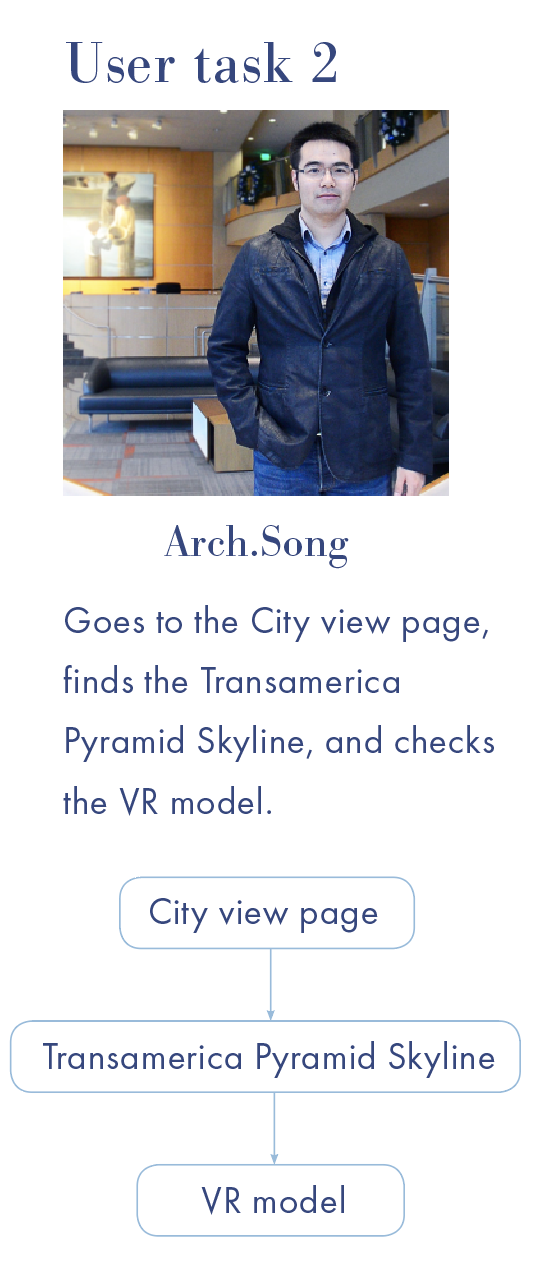 User task 2
Arch.Song
Goes to the City view page,
finds the Transamerica
Pyramid Skyline, and checks
the VR model.
City view page
Transamerica Pyramid Skyline
VR model